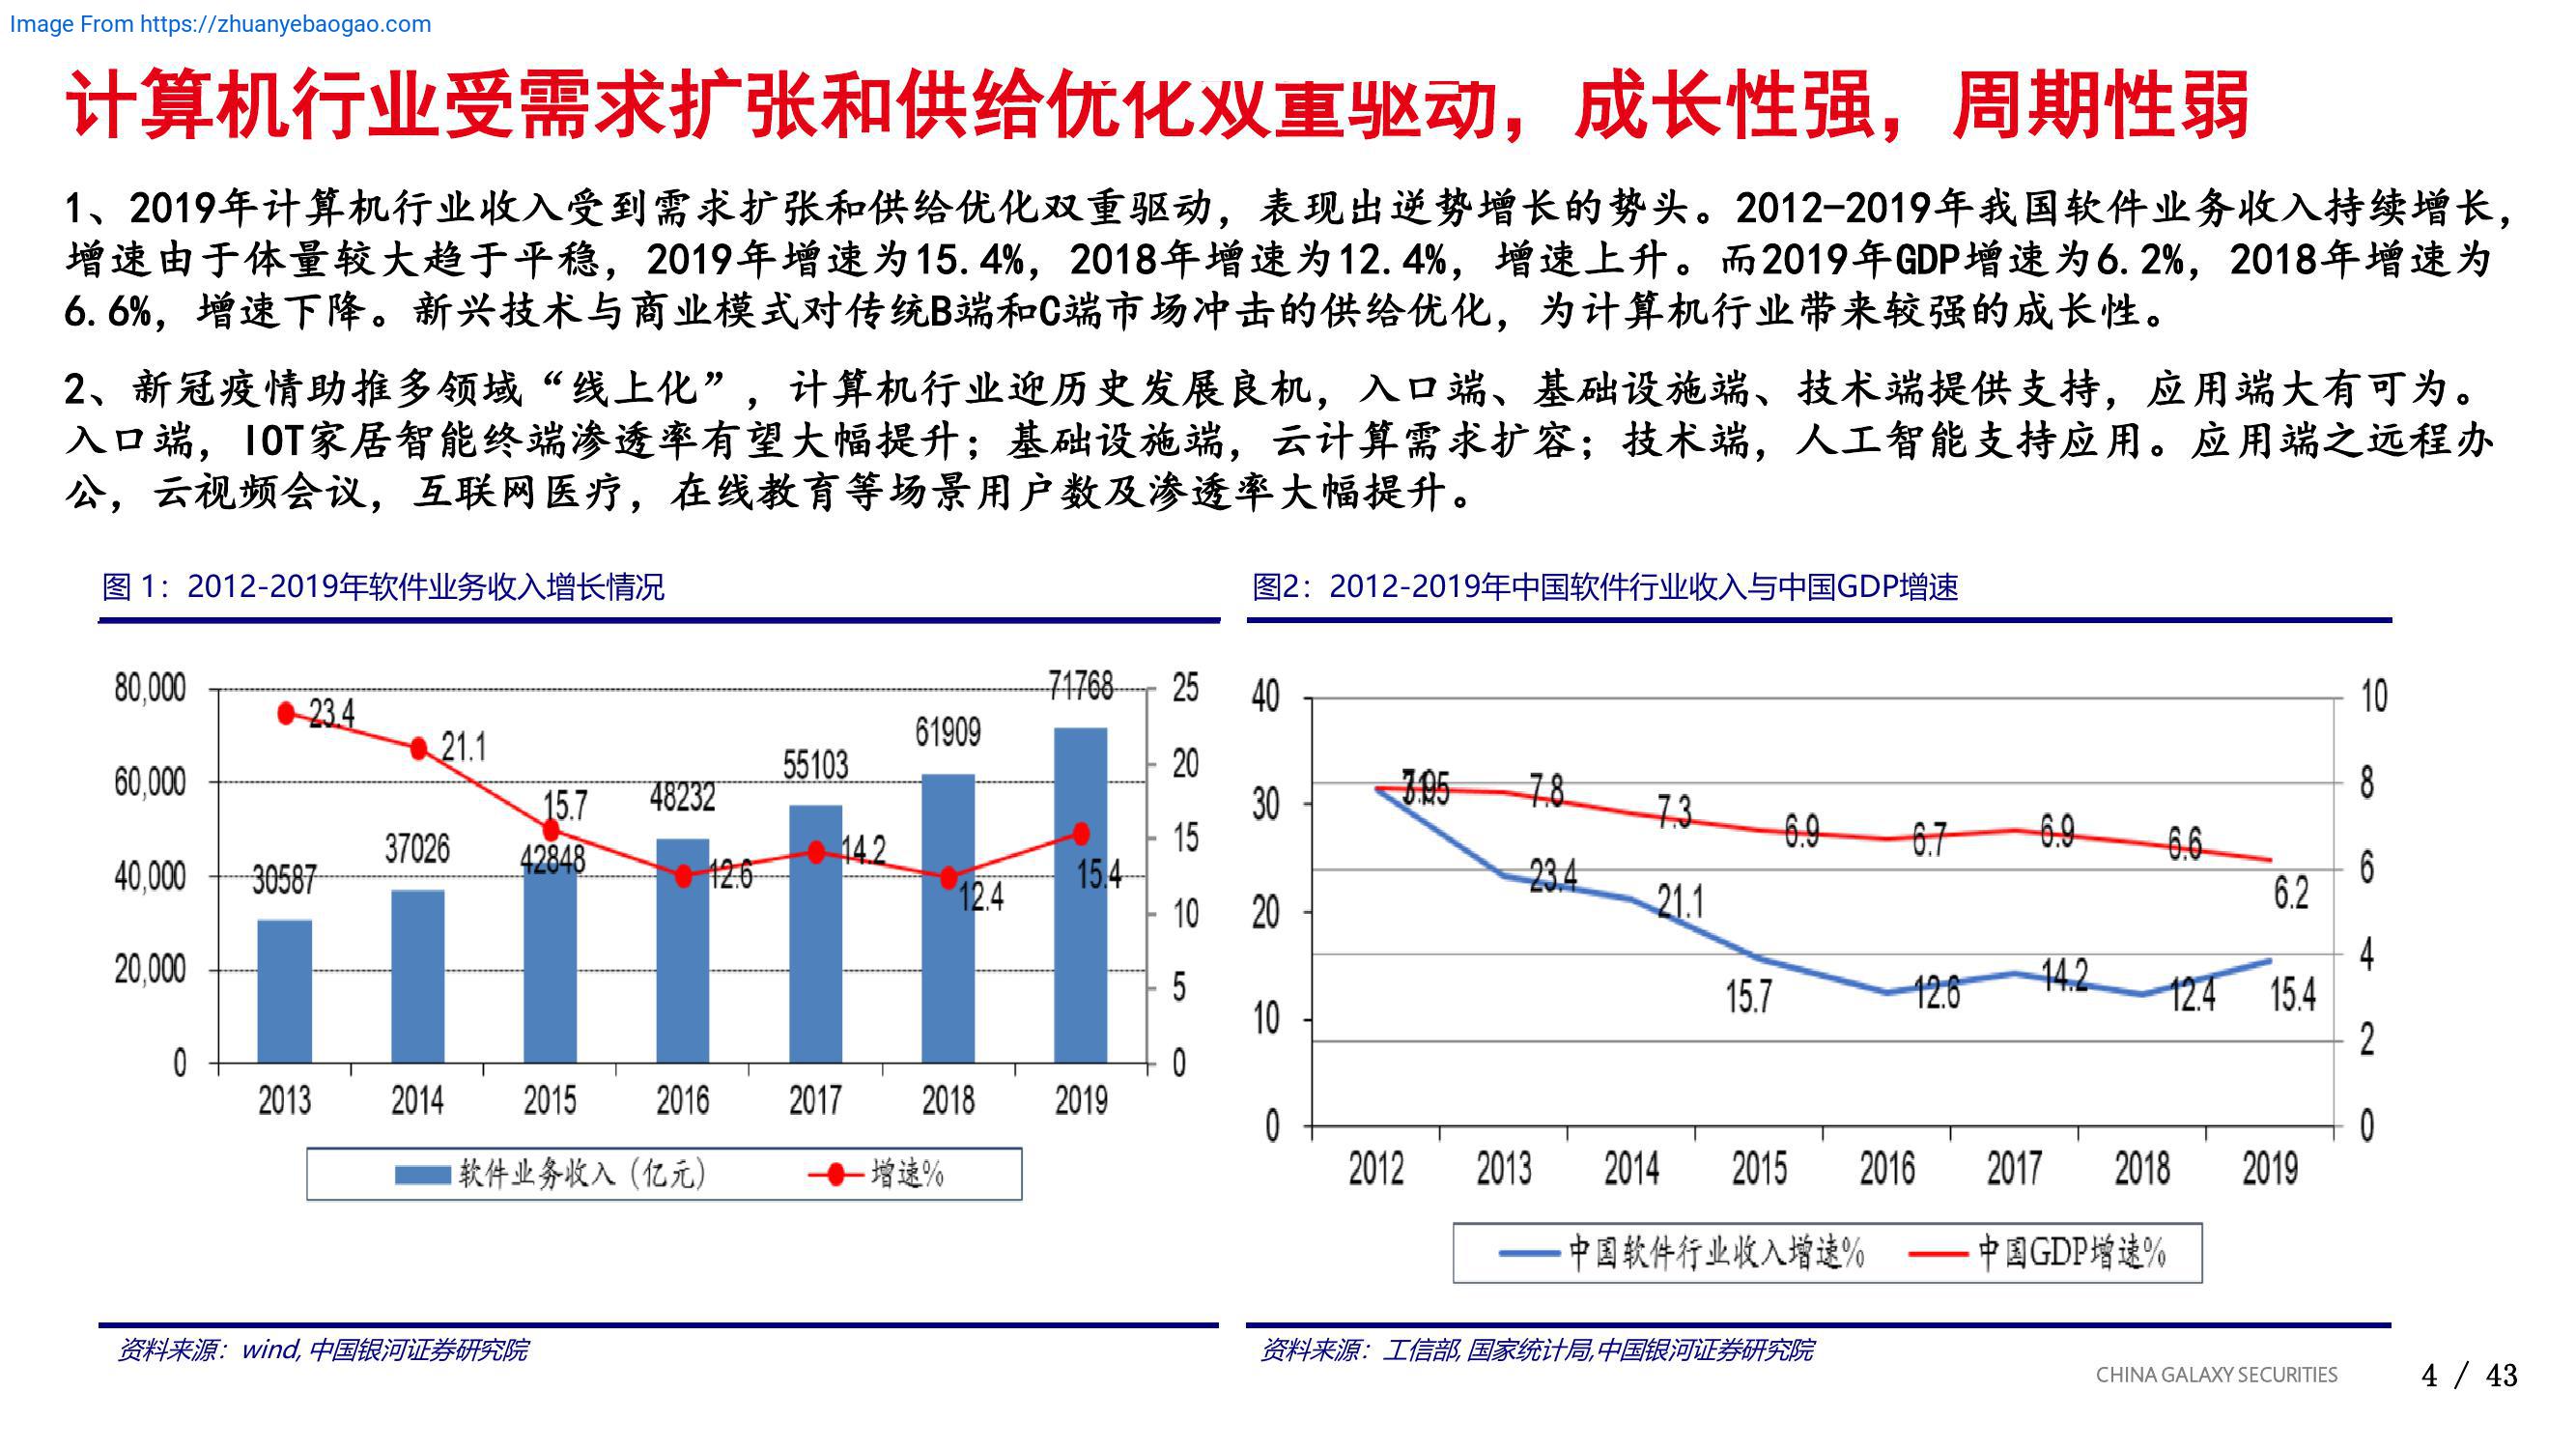 Image From https://zhuanyebaogao.com
计算机行业受需求扩张和供给优化双重驱动，成长性强，周期性弱
1、2019年计算机行业收入受到需求扩张和供给优化双重驱动，表现出逆势增长的势头。2012-2019年我国软件业务收入持续增长，
增速由于体量较大趋于平稳，2019年增速为15.4%，2018年增速为12.4%，增速上升。而2019年GDP增速为6.2%，2018年增速为
6.6%，增速下降。新兴技术与商业模式对传统B端和C端市场冲击的供给优化，为计算机行业带来较强的成长性。
2、新冠疫情助推多领域“线上化”，计算机行业迎历史发展良机，入口端、基础设施端、技术端提供支持，应用端大有可为。
入口端，IOT家居智能终端渗透率有望大幅提升；基础设施端，云计算需求扩容；技术端，人工智能支持应用。应用端之远程办
公，云视频会议，互联网医疗，在线教育等场景用户数及渗透率大幅提升。
图 1：2012-2019年软件业务收入增长情况
80,000
60,000
40,000
20,000
0
25
20
15
10
5
0
30587
37026
42848
48232
55103
61909
71768
23.4
21.1
15.7
12.6
14.2
12.4
15.4
2013 2014 2015 2016 2017 2018 2019
软件业务收入（亿元） 增速%
资料来源：wind, 中国银河证券研究院
图2：2012-2019年中国软件行业收入与中国GDP增速
40
30
20
10
0
10
8
6
4
2
0
7.8
7.3
6.9
6.7
6.9
6.6
6.2
23.4
21.1
15.7
12.6
14.2
12.4
15.4
2012 2013 2014 2015 2016 2017 2018 2019
中国软件行业收入增速% 中国GDP增速%
资料来源：工信部, 国家统计局,中国银河证券研究院
CHINA GALAXY SECURITIES
4 / 43